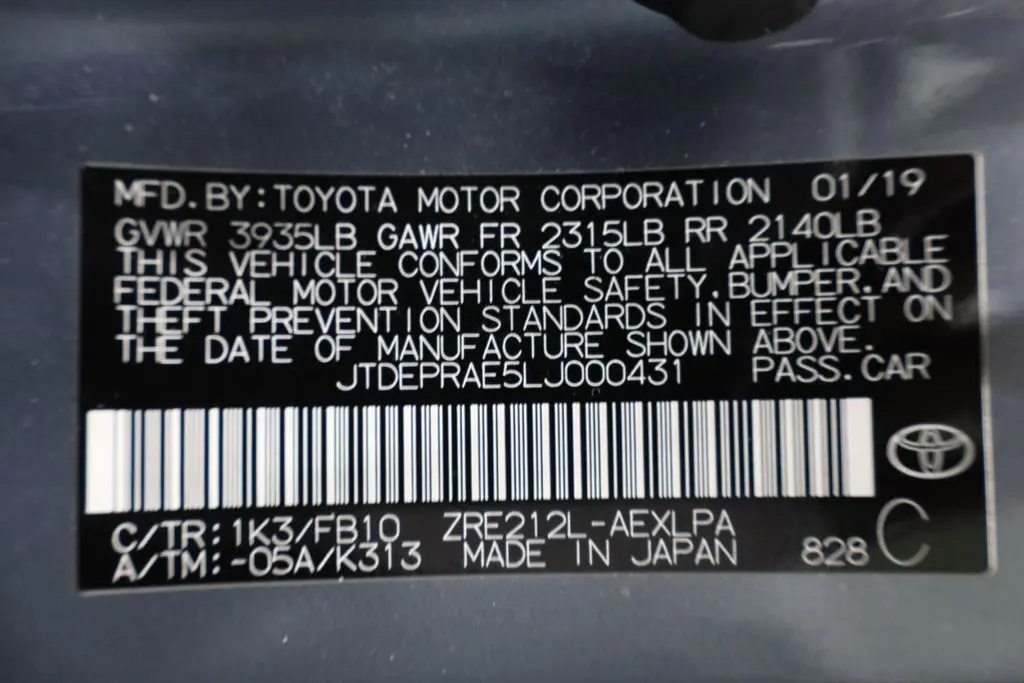 MFD.BY:TOYOTA MOTOR CORPORATION 01/19
GVWR 3935LB GAWR FR 2315LB RR 2140LB
THIS VEHICLE CONFORMS TO ALL APPLICABLE
FEDERAL MOTOR VEHICLE SAFETY,BUMPER,AND
THEFT PREVENTION STANDARDS IN EFFECT ON
THE DATE OF MANUFACTURE SHOWN ABOVE.
JTDEPRAE5LJ000431 PASS.CAR
C/TR:1K3/FB10 ZRE212L-AEXLPA
A/TM:-05A/K313 MADE IN JAPAN 828 C